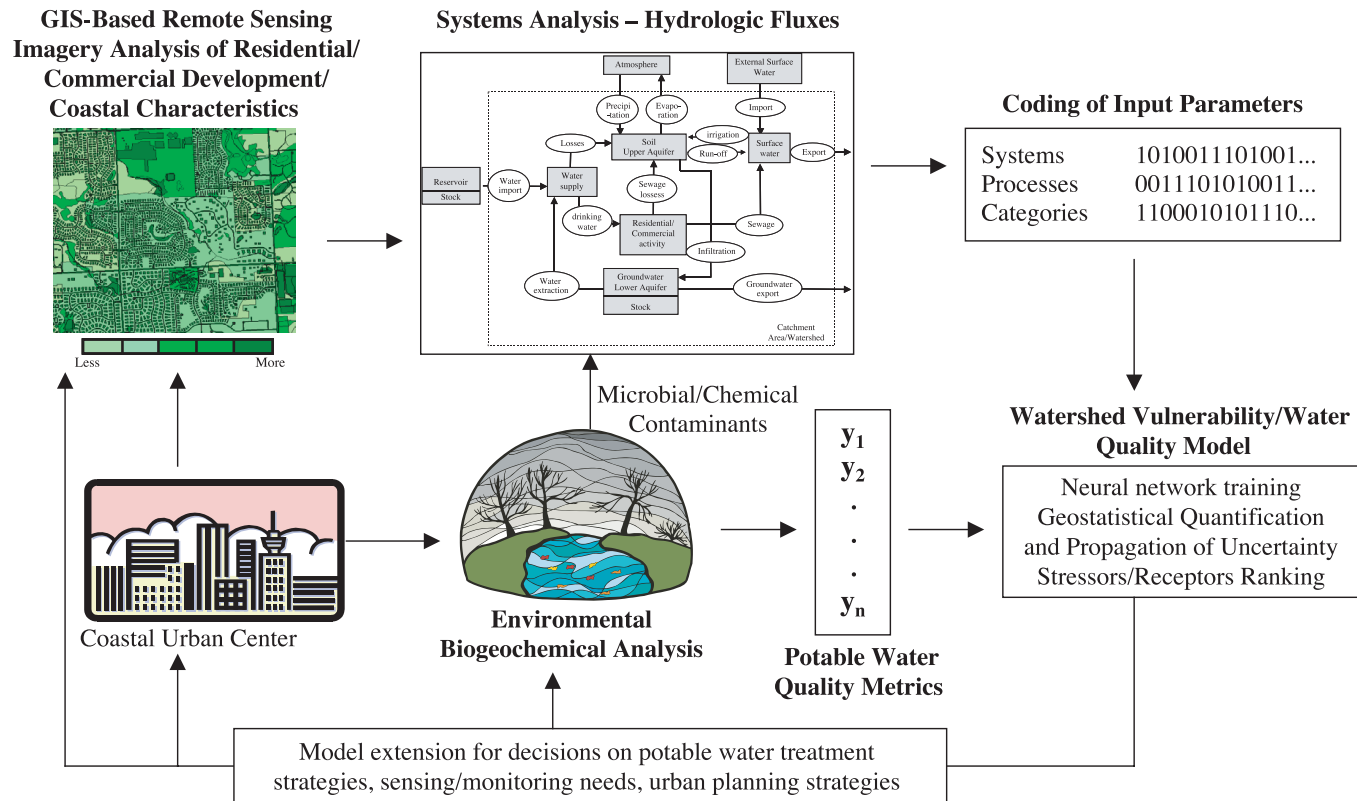 GIS-Based Remote Sensing
Imagery Analysis of Residential/
Commercial Development/
Coastal Characteristics
Less
More
Systems Analysis – Hydrologic Fluxes
Atmosphere
External Surface
Water
Precipi
-tation
Evapo-
ration
Import
Losses
Soil
Upper Aquifer
irrigation
Run-off
Surface
water
Export
Reservoir
Stock
Water
import
Water
supply
Sewage
lossess
drinking
water
Residential/
Commercial
activity
Sewage
Infiltration
Water
extraction
Groundwater
Lower Aquifer
Stock
Groundwater
export
Catchment
Area/Watershed
Coding of Input Parameters
Systems 1010011101001...
Processes 0011101010011...
Categories 1100010101110...
Microbial/Chemical
Contaminants
Coastal Urban Center
Environmental
Biogeochemical Analysis
y1
y2
.
.
.
yn
Potable Water
Quality Metrics
Watershed Vulnerability/Water
Quality Model
Neural network training
Geostatistical Quantification
and Propagation of Uncertainty
Stressors/Receptors Ranking
Model extension for decisions on potable water treatment
strategies, sensing/monitoring needs, urban planning strategies